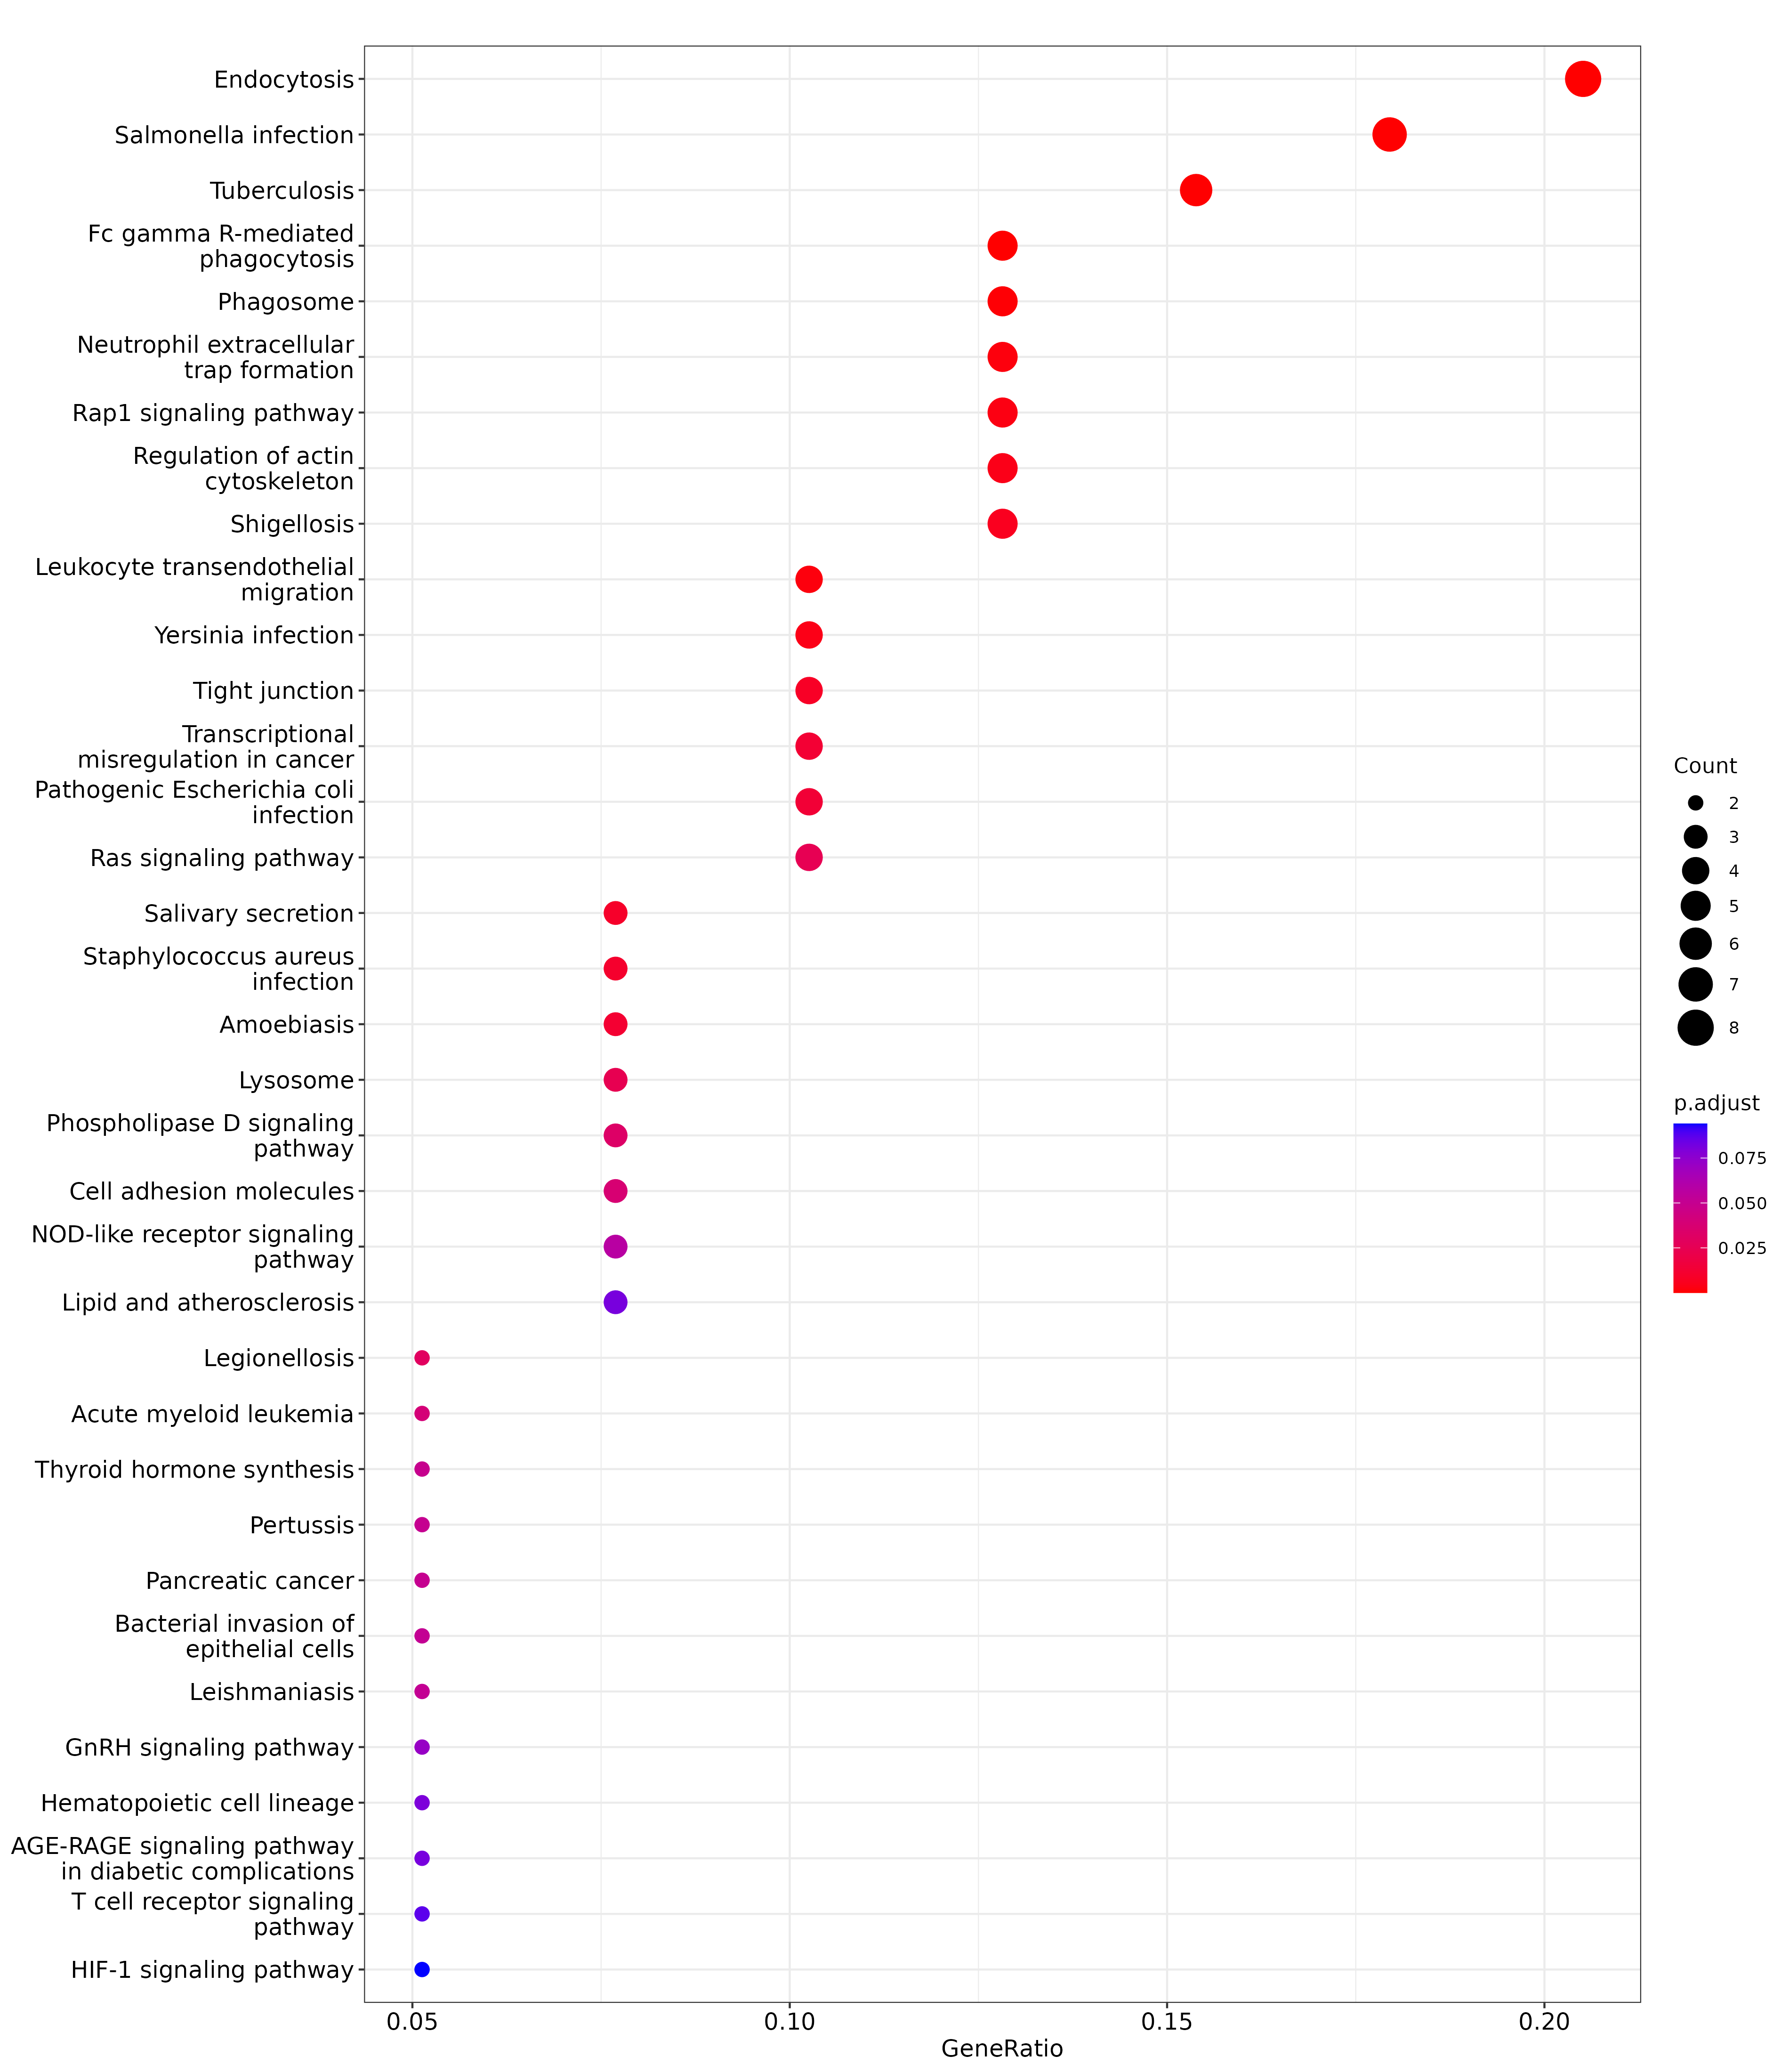 Endocytosis
Salmonella infection
Tuberculosis
Fc gamma R-mediated
phagocytosis
Phagosome
Neutrophil extracellular
trap formation
Rap1 signaling pathway
Regulation of actin
cytoskeleton
Shigellosis
Leukocyte transendothelial
migration
Yersinia infection
Tight junction
Transcriptional
misregulation in cancer
Pathogenic Escherichia coli
infection
Ras signaling pathway
Salivary secretion
Staphylococcus aureus
infection
Amoebiasis
Lysosome
Phospholipase D signaling
pathway
Cell adhesion molecules
NOD-like receptor signaling
pathway
Lipid and atherosclerosis
Legionellosis
Acute myeloid leukemia
Thyroid hormone synthesis
Pertussis
Pancreatic cancer
Bacterial invasion of
epithelial cells
Leishmaniasis
GnRH signaling pathway
Hematopoietic cell lineage
AGE-RAGE signaling pathway
in diabetic complications
T cell receptor signaling
pathway
HIF-1 signaling pathway
0.05 0.10 0.15 0.20
GeneRatio
Count
2
3
4
5
6
7
8
p.adjust
0.075
0.050
0.025